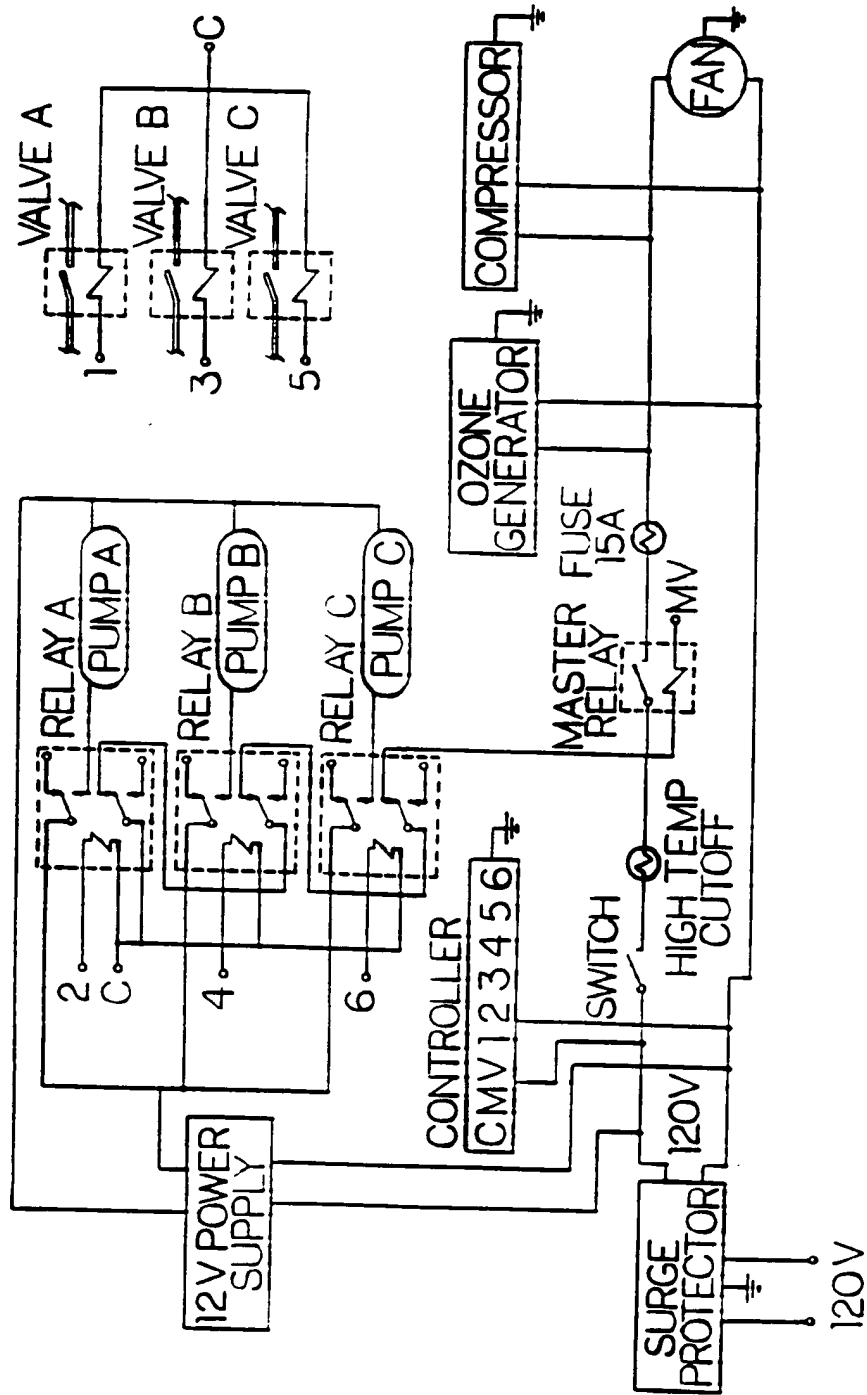 12V POWER
SUPPLY
2
C
4
6
RELAY A
PUMP A
RELAY B
PUMP B
RELAY C
PUMP C
VALVE A
1
VALVE B
3
VALVE C
5
C
CONTROLLER
CMV 1 2 3 4 5 6
SURGE
PROTECTOR
120V
120V
SWITCH
HIGH TEMP
CUTOFF
MASTER
RELAY
MV
FUSE
15A
OZONE
GENERATOR
COMPRESSOR
FAN